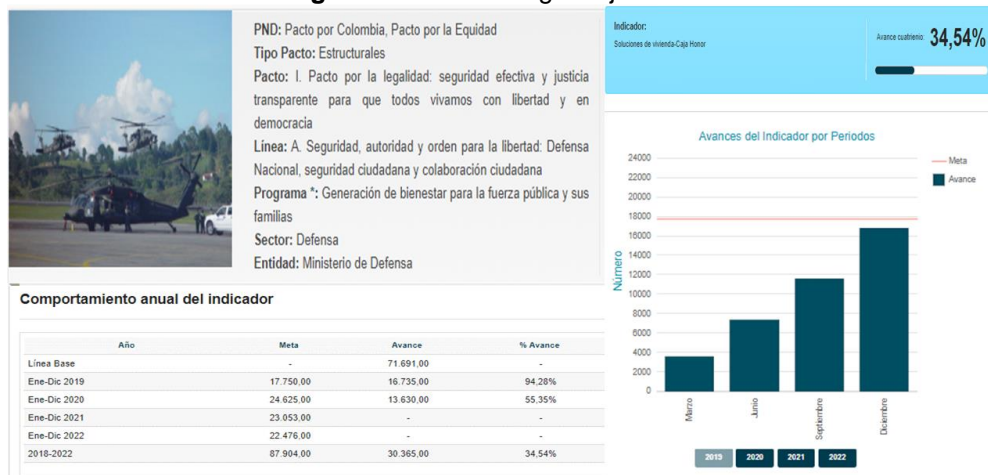 PND: Pacto por Colombia, Pacto por la Equidad
Tipo Pacto: Estructurales
Pacto: I. Pacto por la legalidad: seguridad efectiva y justicia
transparente para que todos vivamos con libertad y en
democracia
Línea: A. Seguridad, autoridad y orden para la libertad: Defensa
Nacional, seguridad ciudadana y colaboración ciudadana
Programa *: Generación de bienestar para la fuerza pública y sus
familias
Sector: Defensa
Entidad: Ministerio de Defensa
Indicador:
Soluciones de vivienda-Caja Honor
Avance cuatrienio: 34,54%
Comportamiento anual del indicador
Año Meta Avance % Avance
Línea Base - 71.691,00 -
Ene-Dic 2019 17.750,00 16.735,00 94,28%
Ene-Dic 2020 24.625,00 13.630,00 55,35%
Ene-Dic 2021 23.053,00 - -
Ene-Dic 2022 22.476,00 - -
2018-2022 87.904,00 30.365,00 34,54%
Avances del Indicador por Periodos
24000
22000
20000
18000
16000
14000
12000
10000
8000
6000
4000
2000
0
Número
Marzo
Junio
Septiembre
Diciembre
Meta
Avance
2019 2020 2021 2022